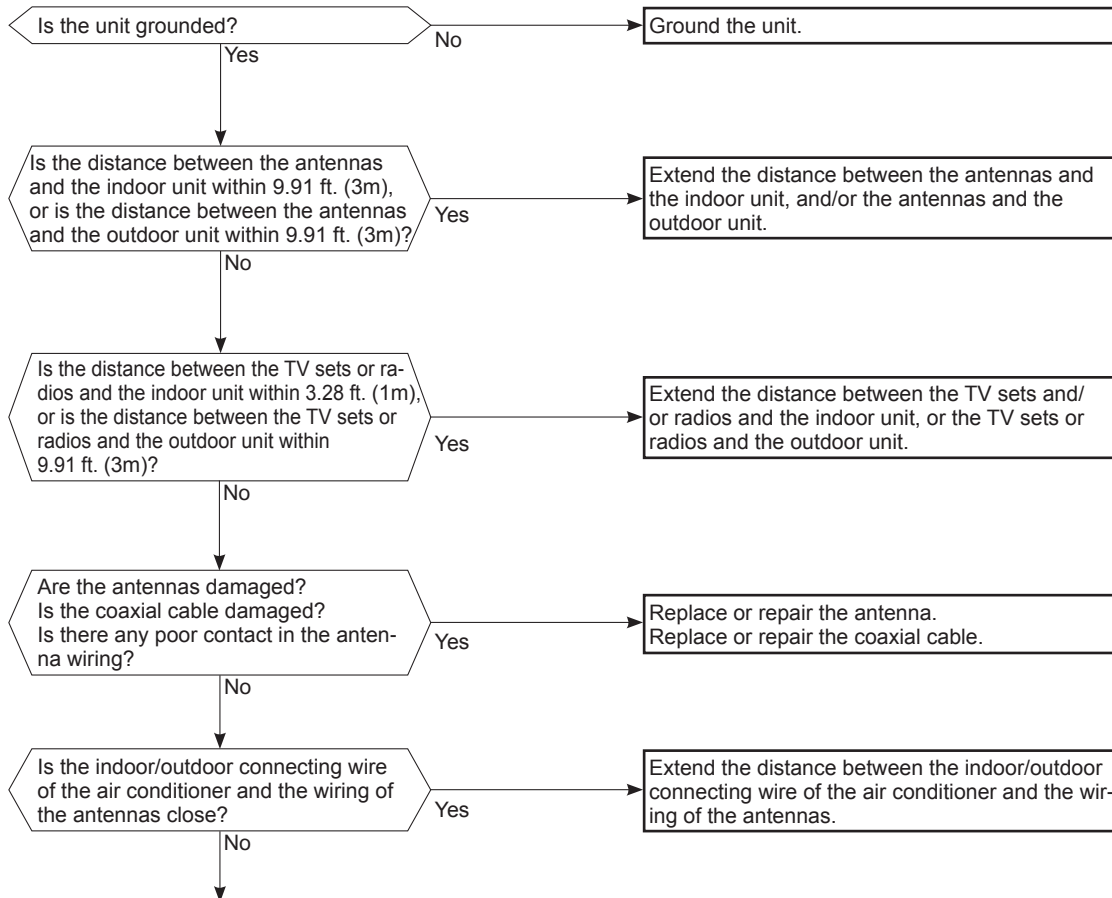 Is the unit grounded?
No
Ground the unit.
Yes
Is the distance between the antennas
and the indoor unit within 9.91 ft. (3m),
or is the distance between the antennas
and the outdoor unit within 9.91 ft. (3m)?
Yes
Extend the distance between the antennas and
the indoor unit, and/or the antennas and the
outdoor unit.
No
Is the distance between the TV sets or ra-
dios and the indoor unit within 3.28 ft. (1m),
or is the distance between the TV sets or
radios and the outdoor unit within
9.91 ft. (3m)?
Yes
Extend the distance between the TV sets and/
or radios and the indoor unit, or the TV sets or
radios and the outdoor unit.
No
Are the antennas damaged?
Is the coaxial cable damaged?
Is there any poor contact in the anten-
na wiring?
Yes
Replace or repair the antenna.
Replace or repair the coaxial cable.
No
Is the indoor/outdoor connecting wire
of the air conditioner and the wiring of
the antennas close?
Yes
Extend the distance between the indoor/outdoor
connecting wire of the air conditioner and the wir-
ing of the antennas.
No